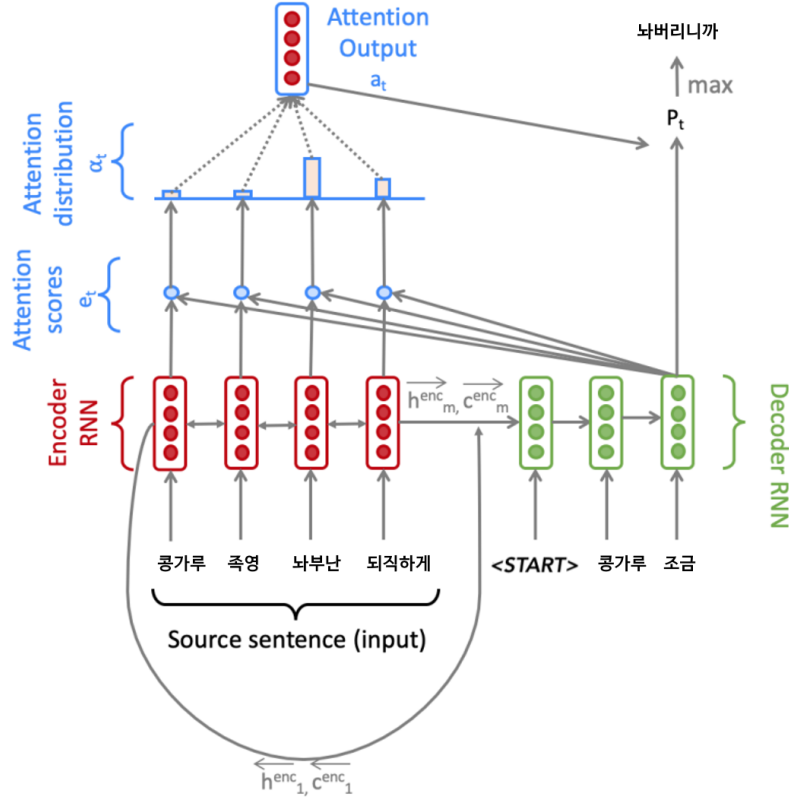 Attention
Output
a_t
놔버리니까
max
P_t
Attention
distribution
α_t
Attention
scores
e_t
Encoder
RNN
h^enc_m, c^enc_m
Decoder RNN
콩가루
족영
놔부난
되직하게
<START>
콩가루
조금
Source sentence (input)
h^enc_1, c^enc_1